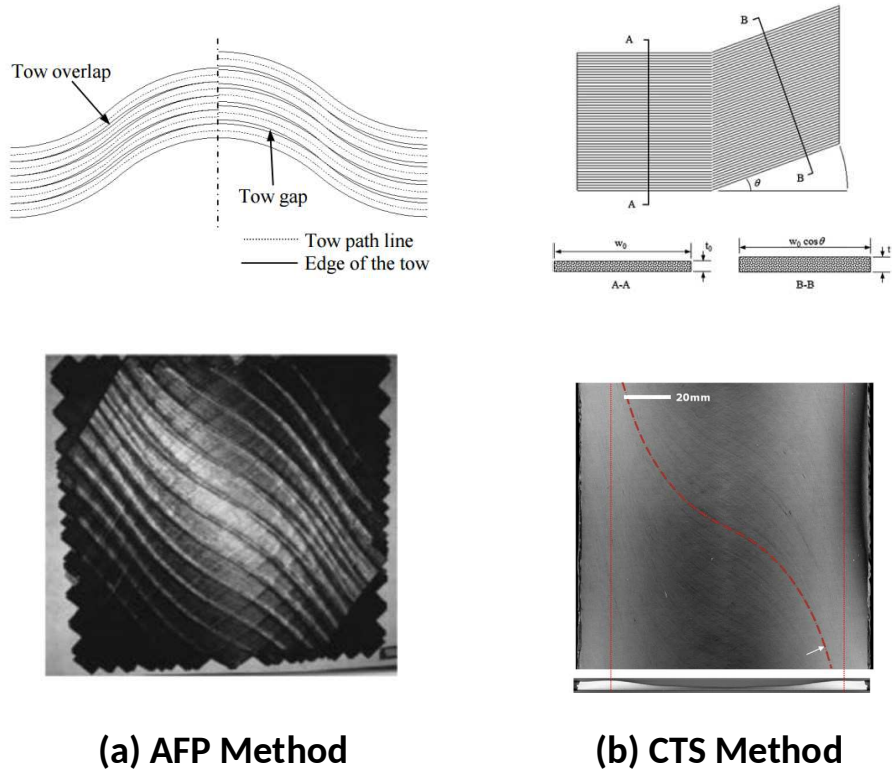 Tow overlap
Tow gap
Tow path line
Edge of the tow
A
B
A
B
θ
w₀
t₀
w₀ cosθ
t
A-A
B-B
20mm
(a) AFP Method
(b) CTS Method